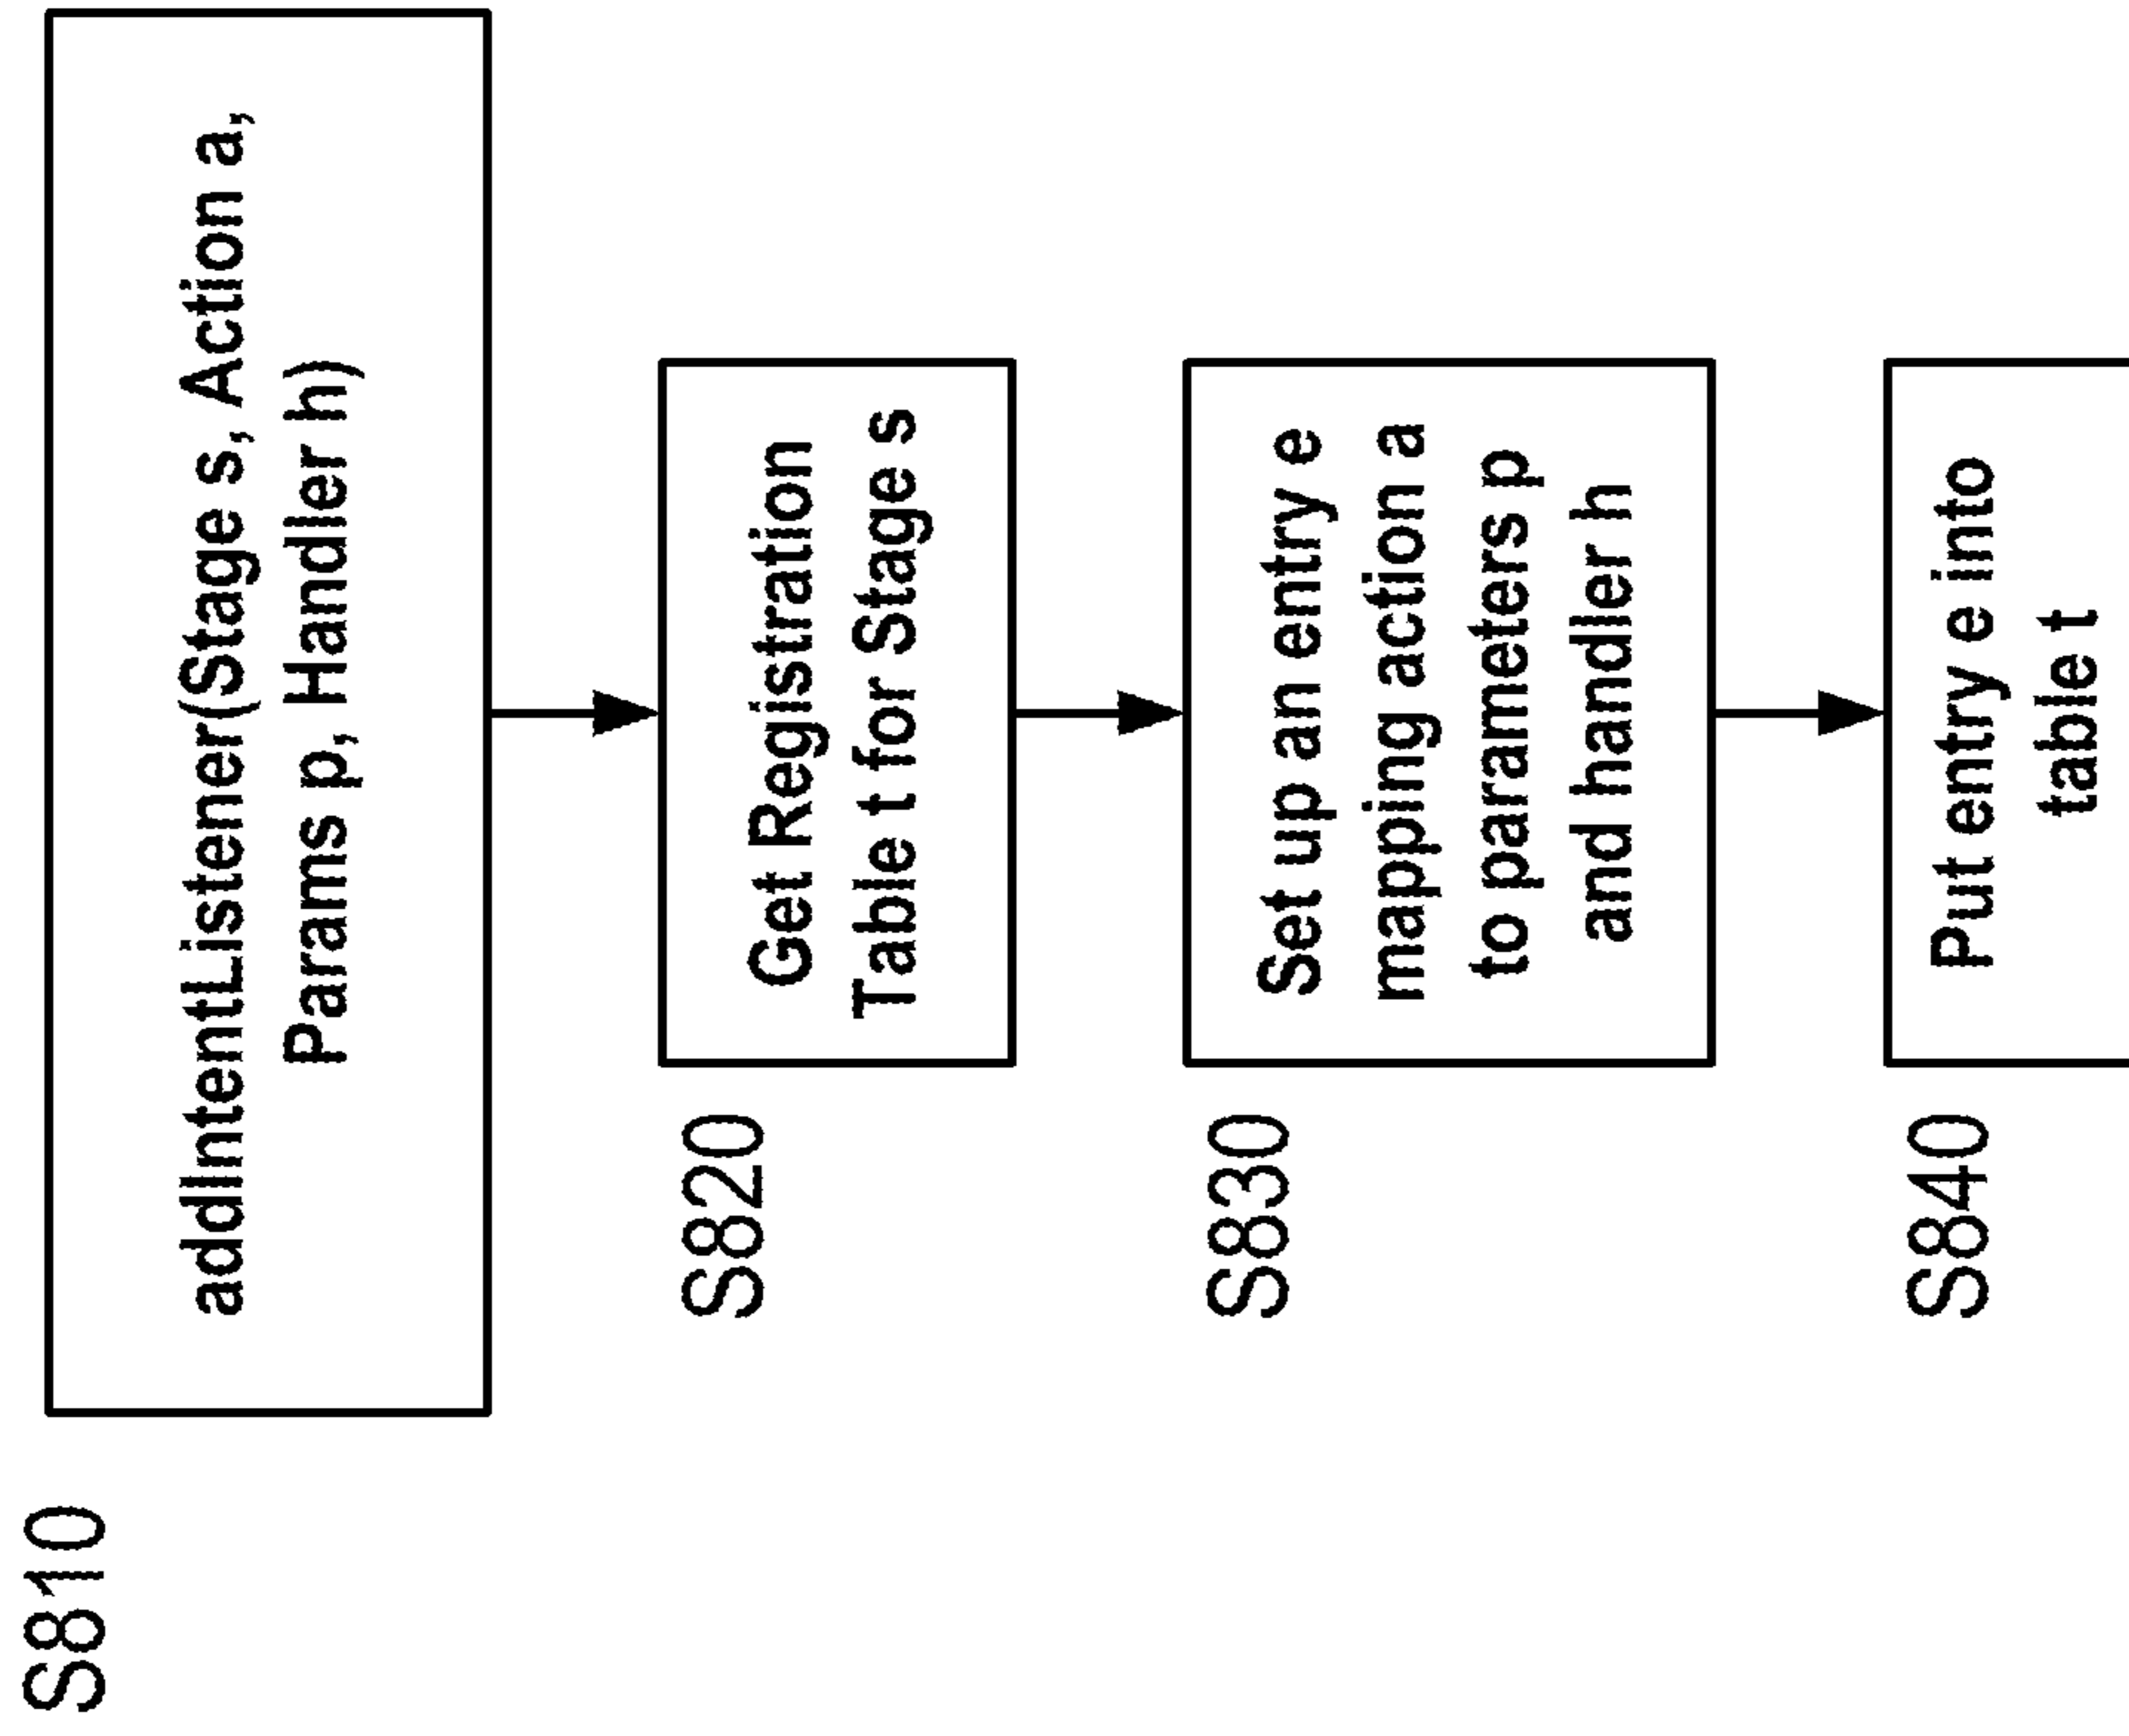 S810
addIntentListener(Stage s, Action a,
Params p, Handler h)
S820
Get Registration
Table t for Stage s
S830
Set up an entry e
mapping action a
to parameters p
and handler h
S840
Put entry e into
table t